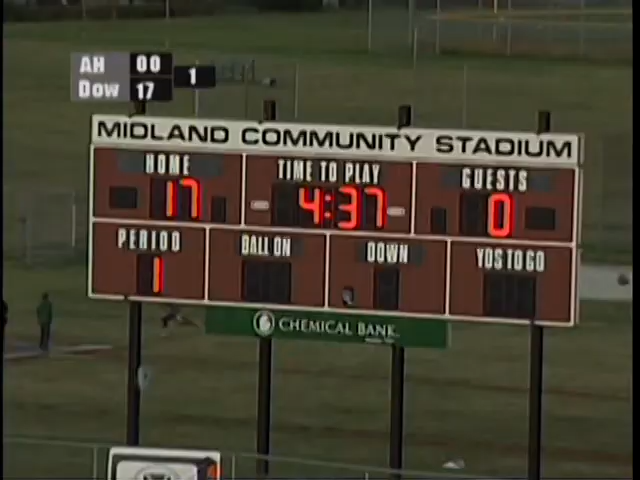 AH 00 1
Dow 17
MIDLAND COMMUNITY STADIUM
HOME TIME TO PLAY GUESTS
17 4:37 0
PERIOD BALL ON DOWN YDS TO GO
1
CHEMICAL BANK